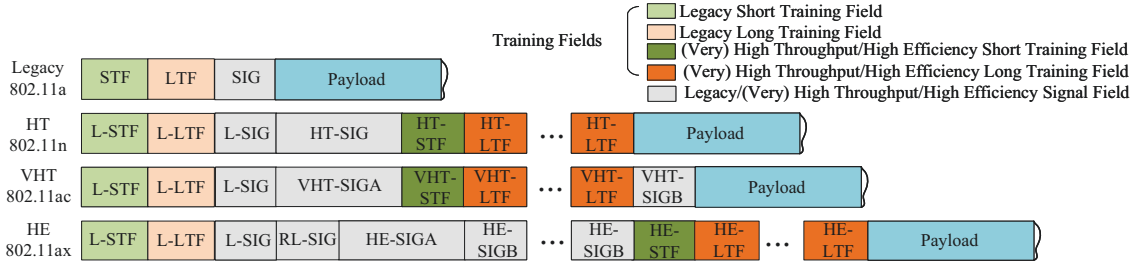 Training Fields
Legacy Short Training Field
Legacy Long Training Field
(Very) High Throughput/High Efficiency Short Training Field
(Very) High Throughput/High Efficiency Long Training Field
Legacy/(Very) High Throughput/High Efficiency Signal Field
Legacy
802.11a
STF LTF SIG Payload
HT
802.11n
L-STF L-LTF L-SIG HT-SIG HT-
STF HT-
LTF ... HT-
LTF Payload
VHT
802.11ac
L-STF L-LTF L-SIG VHT-SIGA VHT-
STF VHT-
LTF ... VHT-
LTF VHT-
SIGB Payload
HE
802.11ax
L-STF L-LTF L-SIG RL-SIG HE-SIGA HE-
SIGB ... HE-
SIGB HE-
STF HE-
LTF ... HE-
LTF Payload